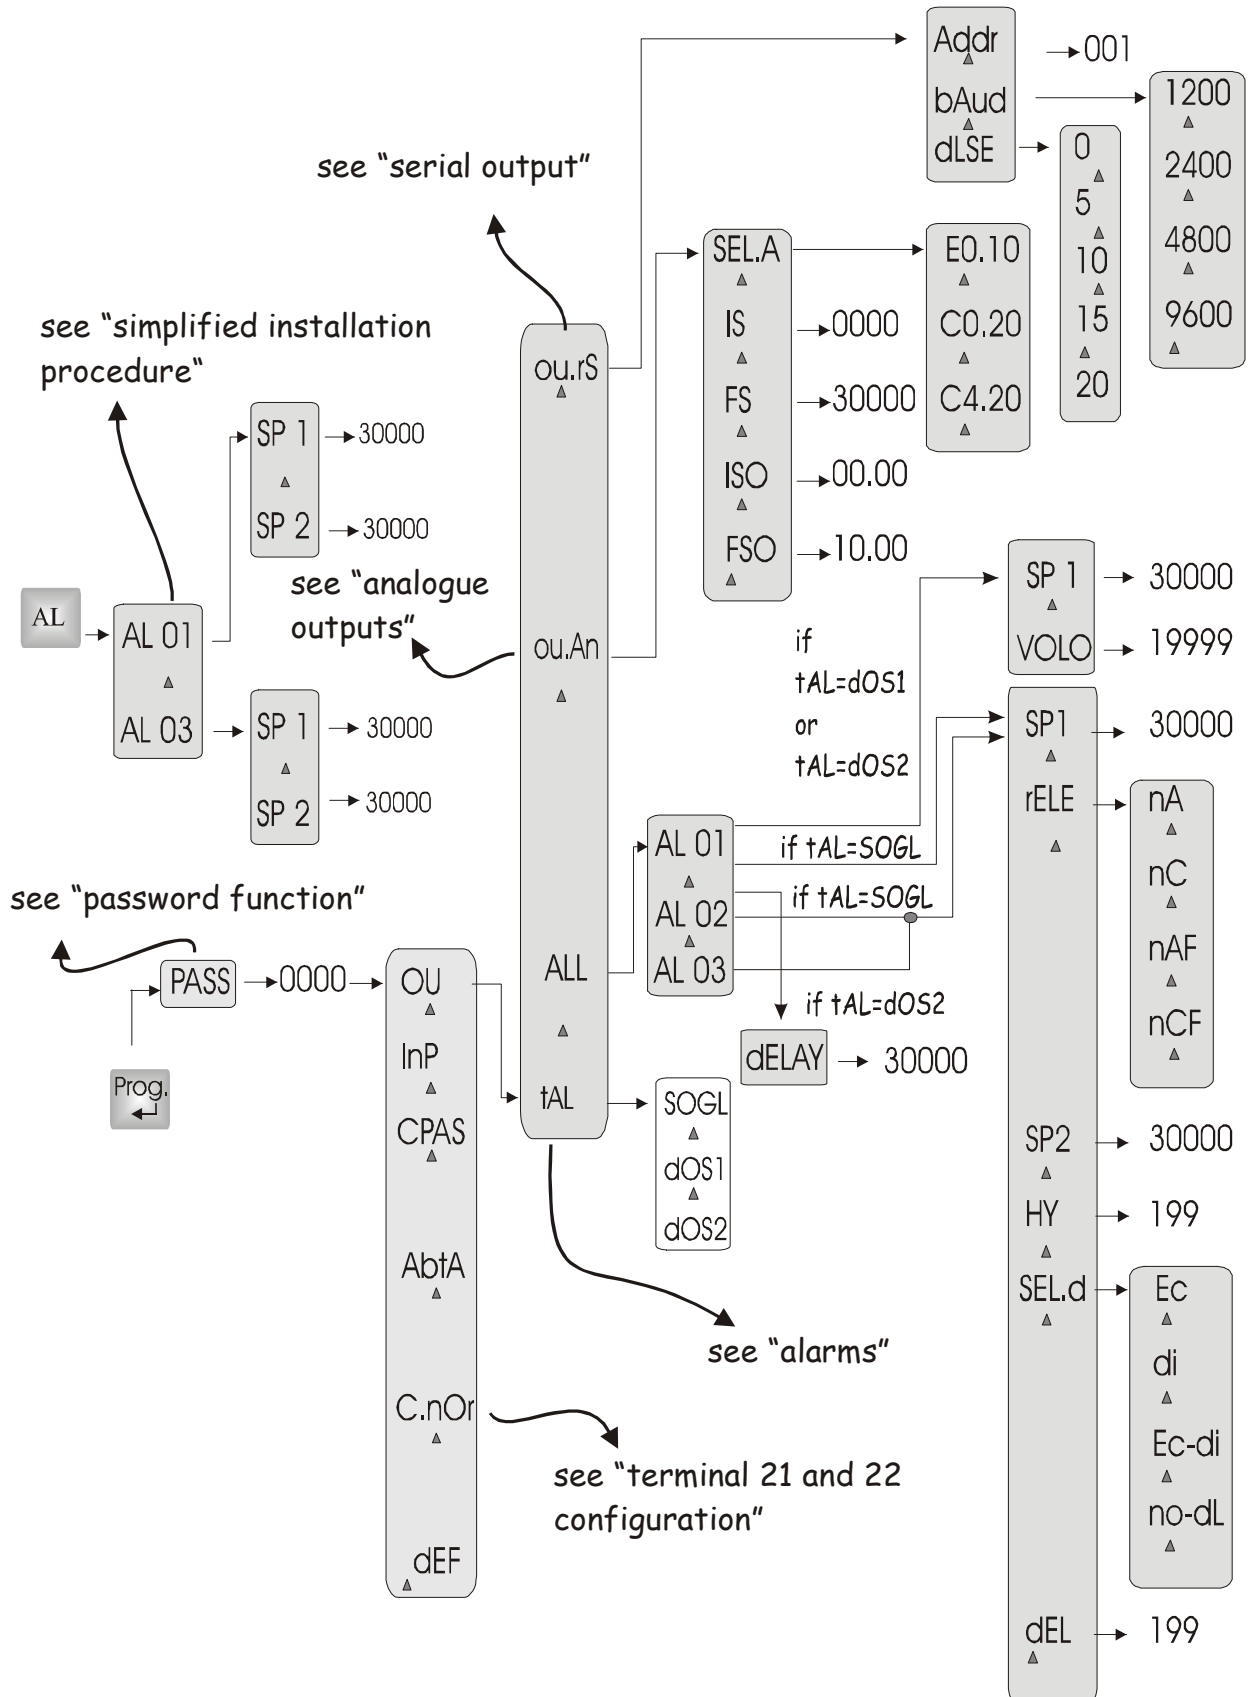 Addr
001
bAud
dLSE
1200
2400
4800
9600
0
5
10
15
20
see “serial output”
SEL.A
IS
0000
FS
30000
ISO
00.00
FSO
10.00
E0.10
C0.20
C4.20
see “simplified installation
procedure“
SP 1
30000
SP 2
30000
AL
AL 01
AL 03
SP 1
30000
SP 2
30000
see “analogue
outputs”
ou.rS
ou.An
ALL
tAL
if
tAL=dOS1
or
tAL=dOS2
SP 1
30000
VOLO
19999
AL 01
if tAL=SOGL
AL 02
if tAL=SOGL
AL 03
if tAL=dOS2
dELAY
30000
SOGL
dOS1
dOS2
see “alarms”
see “password function”
PASS
0000
Prog.
OU
InP
CPAS
AbtA
C.nOr
dEF
see “terminal 21 and 22
configuration”
SP1
30000
rELE
nA
nC
nAF
nCF
SP2
30000
HY
199
SEL.d
Ec
di
Ec-di
no-dL
dEL
199